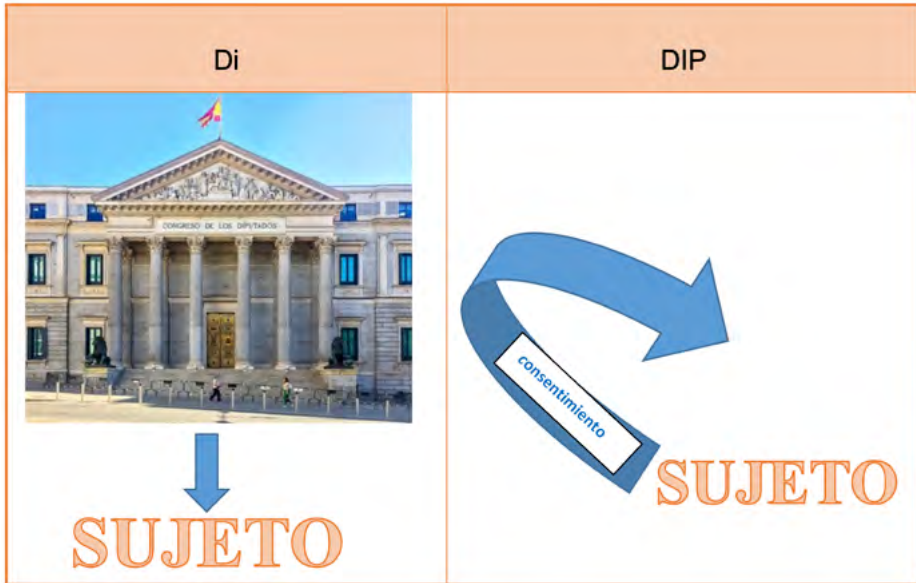 Di
DIP
CONGRESO DE LOS DIPUTADOS
consentimiento
SUJETO
SUJETO